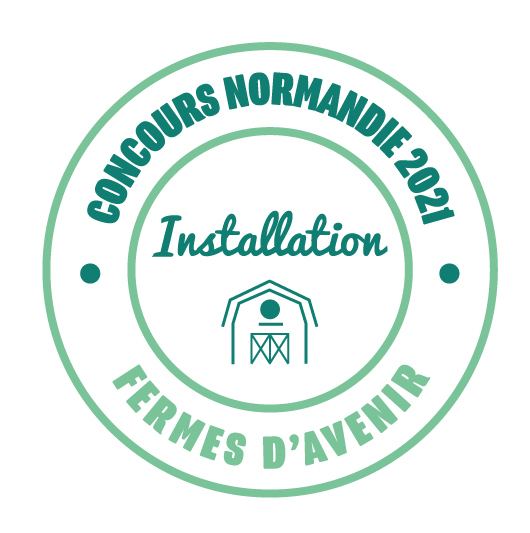 CONCOURS NORMANDIE 2021
Installation
FERMES D'AVENIR